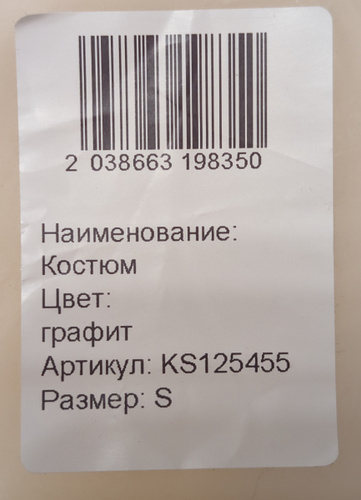 2 038663 198350
Наименование:
Костюм
Цвет:
графит
Артикул: KS125455
Размер: S